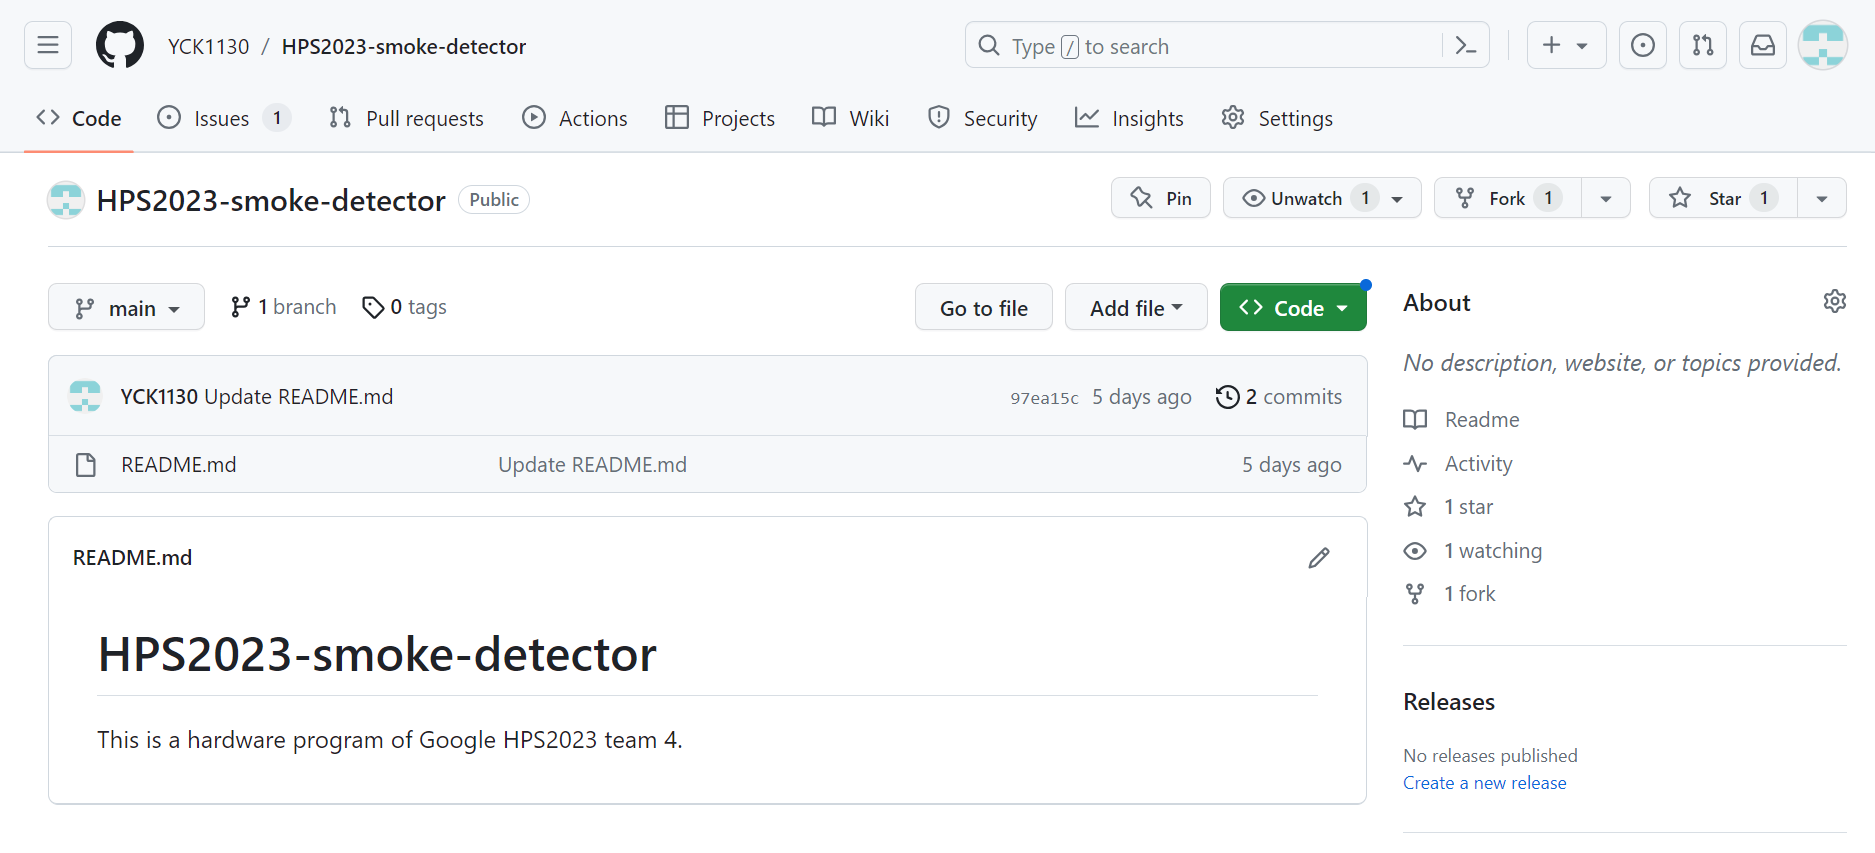 YCK1130 / HPS2023-smoke-detector
Type / to search
Code
Issues 1
Pull requests
Actions
Projects
Wiki
Security
Insights
Settings
HPS2023-smoke-detector Public
Pin
Unwatch 1
Fork 1
Star 1
main
1 branch
0 tags
Go to file
Add file
Code
YCK1130 Update README.md 97ea15c 5 days ago 2 commits
README.md Update README.md 5 days ago
README.md
HPS2023-smoke-detector
This is a hardware program of Google HPS2023 team 4.
About
No description, website, or topics provided.
Readme
Activity
1 star
1 watching
1 fork
Releases
No releases published
Create a new release